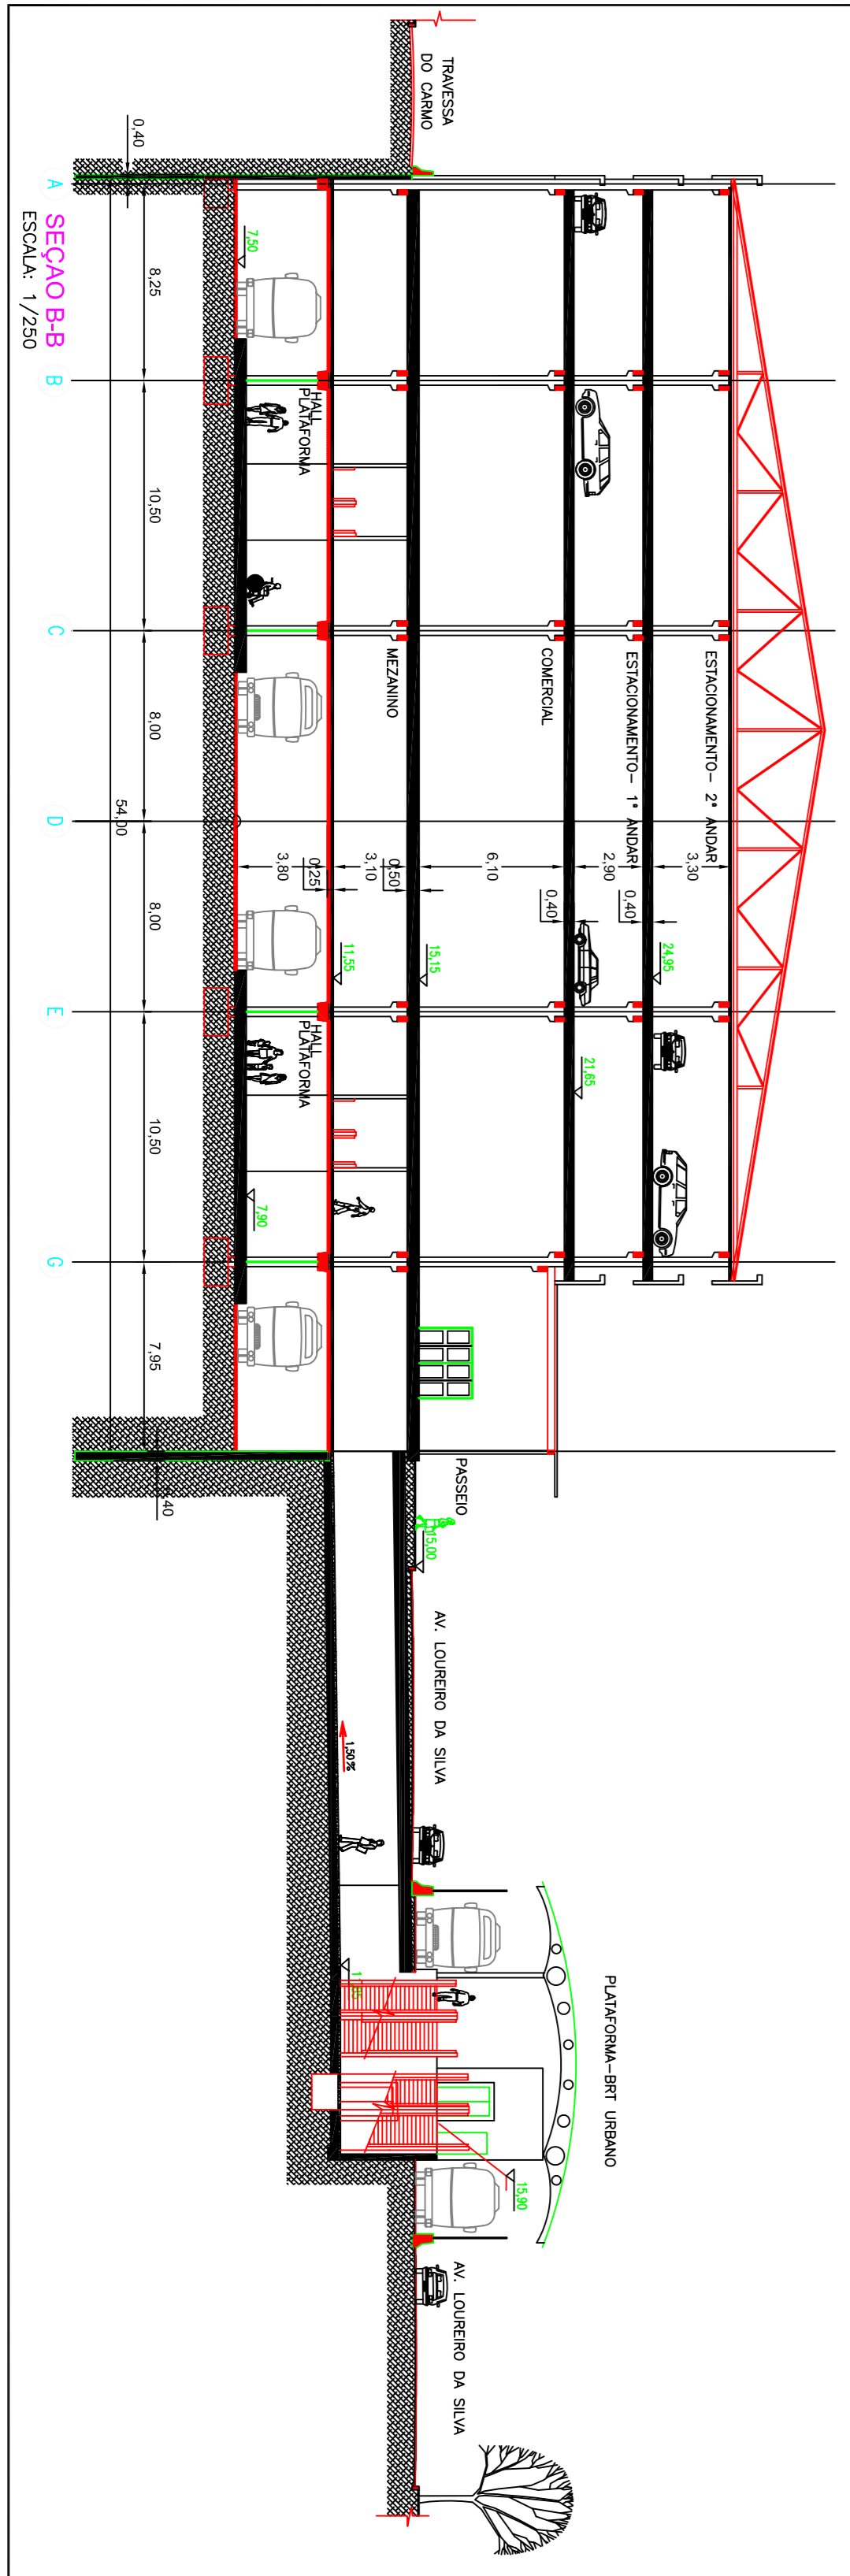 TRAVESSA
DO CARMO
ESTACIONAMENTO- 2° ANDAR
ESTACIONAMENTO- 1° ANDAR
COMERCIAL
MEZANINO
HALL
PLATAFORMA
HALL
PLATAFORMA
3,30
0,40
2,90
0,40
6,10
0,50
3,10
0,25
3,80
24,95
21,65
15,15
11,55
7,50
7,90
PASSEIO
15,00
AV. LOUREIRO DA SILVA
1,50%
PLATAFORMA-BRT URBANO
15,90
AV. LOUREIRO DA SILVA
0,40
8,25
10,50
8,00
8,00
10,50
7,95
54,00
A
B
C
D
E
G
SEÇAO B-B
ESCALA: 1/250